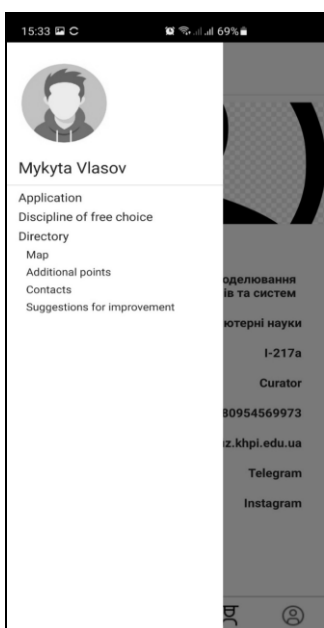 15:33 69%
Mykyta Vlasov
Application
Discipline of free choice
Directory
Map
Additional points
Contacts
Suggestions for improvement
оделювання
ів та систем
ютерні науки
І-217а
Curator
80954569973
ız.khpi.edu.ua
Telegram
Instagram